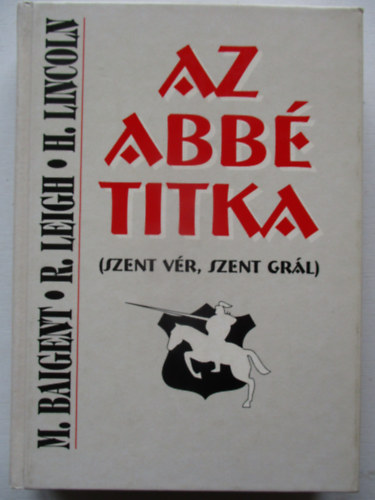 M. BAIGENT • R. LEIGH • H. LINCOLN
AZ
ABBÉ
TITKA
(SZENT VÉR, SZENT GRÁL)